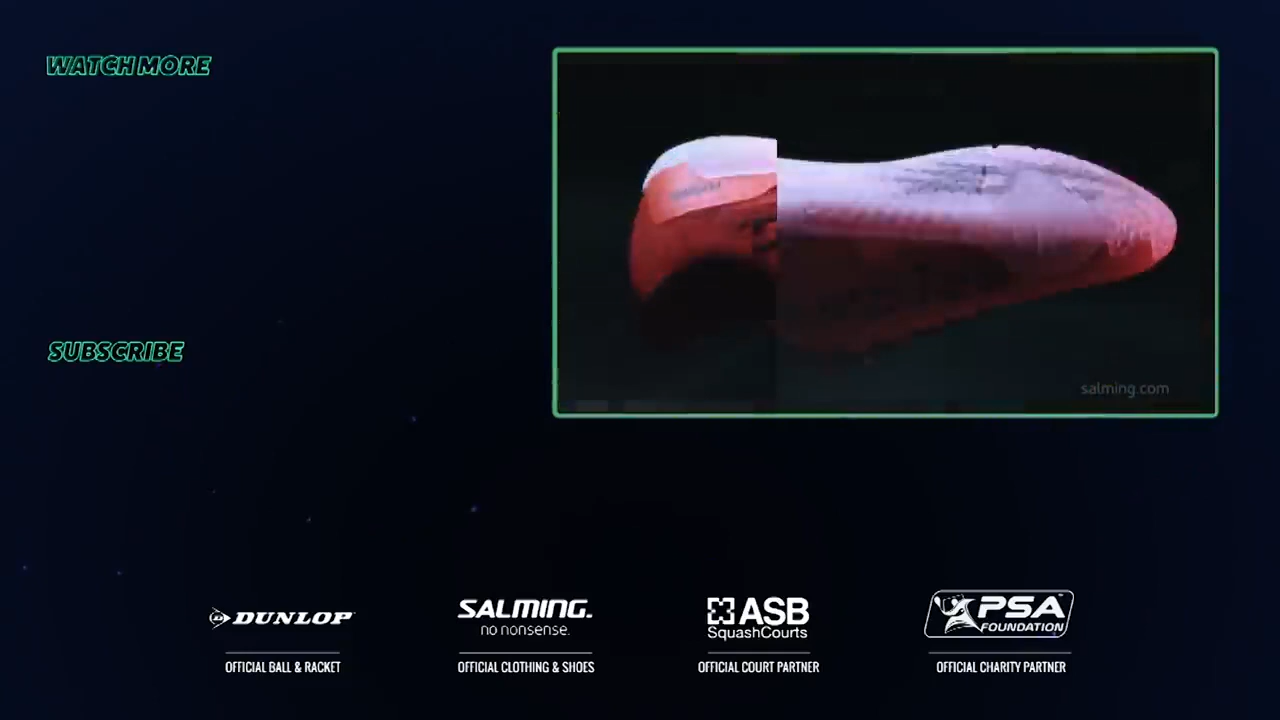 WATCH MORE
salming.com
SUBSCRIBE
DUNLOP
OFFICIAL BALL & RACKET
SALMING.
no nonsense.
OFFICIAL CLOTHING & SHOES
ASB
SquashCourts
OFFICIAL COURT PARTNER
PSA
FOUNDATION
OFFICIAL CHARITY PARTNER